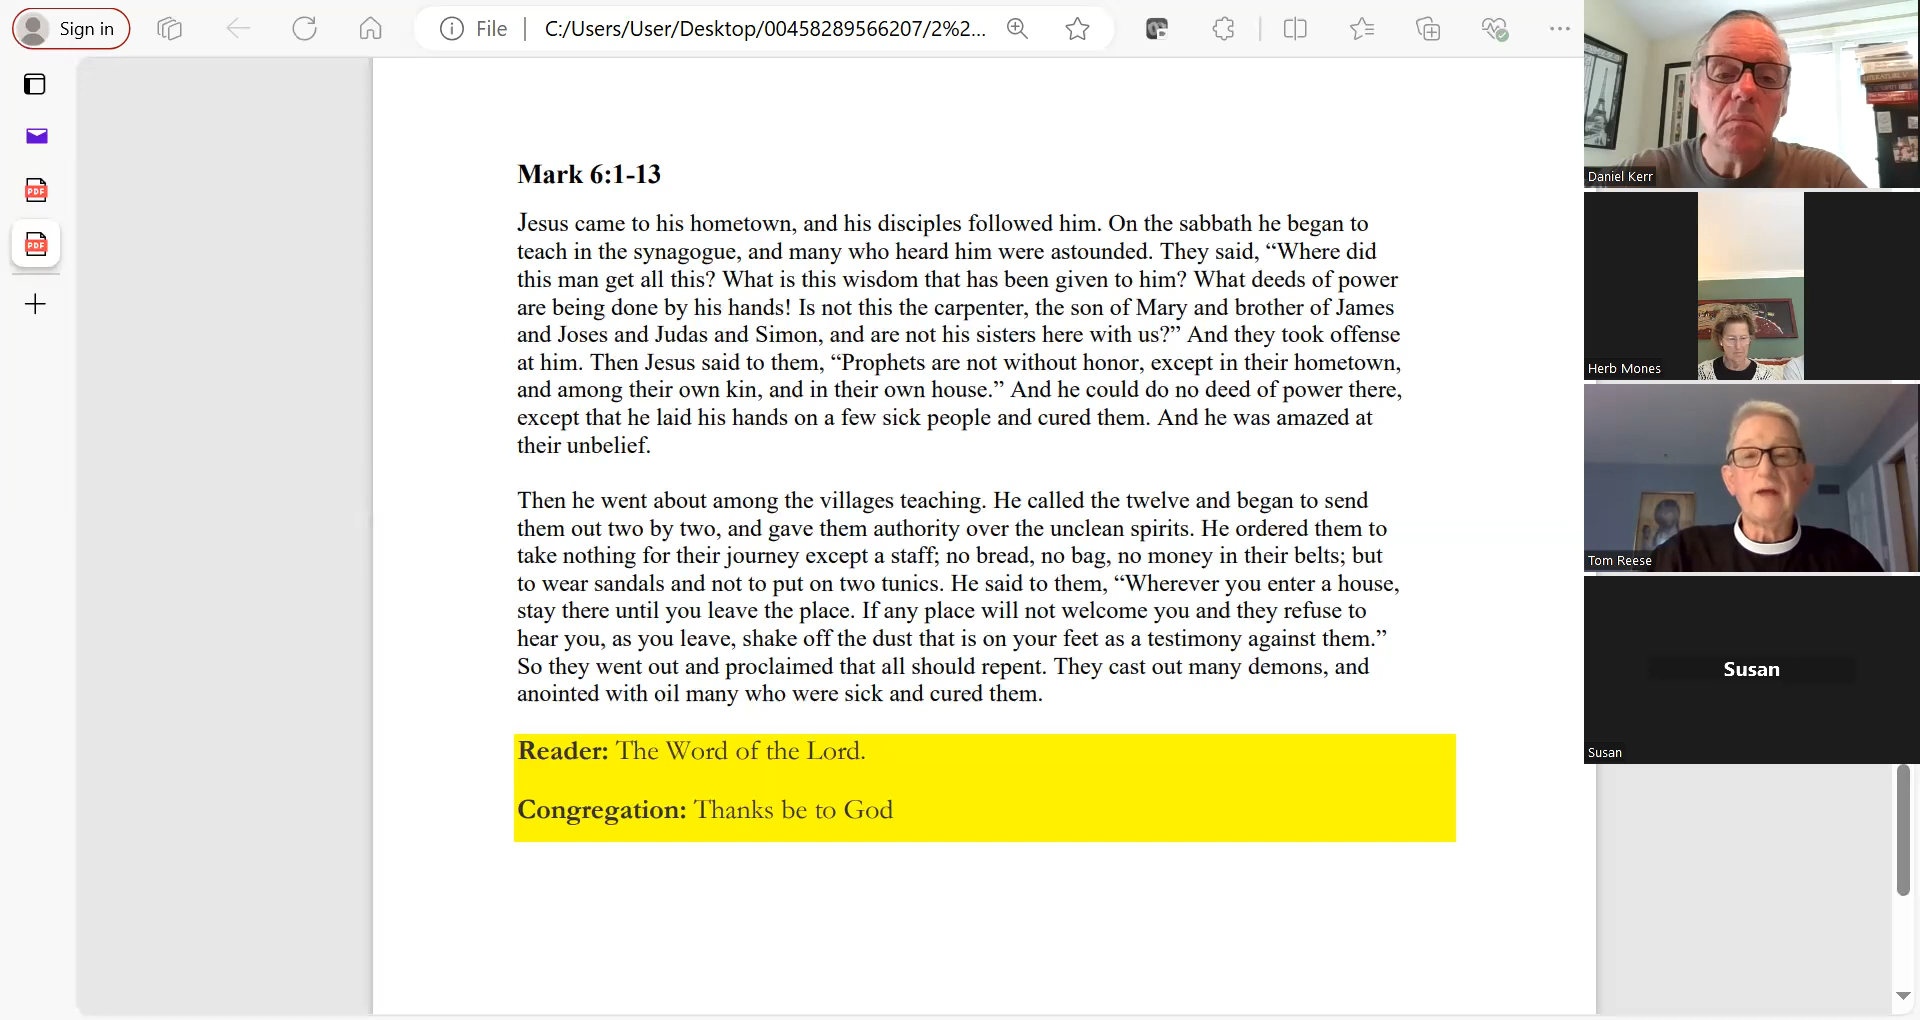 Sign in
File
C:/Users/User/Desktop/00458289566207/2%2...
Mark 6:1-13
Jesus came to his hometown, and his disciples followed him. On the sabbath he began to
teach in the synagogue, and many who heard him were astounded. They said, “Where did
this man get all this? What is this wisdom that has been given to him? What deeds of power
are being done by his hands! Is not this the carpenter, the son of Mary and brother of James
and Joses and Judas and Simon, and are not his sisters here with us?” And they took offense
at him. Then Jesus said to them, “Prophets are not without honor, except in their hometown,
and among their own kin, and in their own house.” And he could do no deed of power there,
except that he laid his hands on a few sick people and cured them. And he was amazed at
their unbelief.
Then he went about among the villages teaching. He called the twelve and began to send
them out two by two, and gave them authority over the unclean spirits. He ordered them to
take nothing for their journey except a staff; no bread, no bag, no money in their belts; but
to wear sandals and not to put on two tunics. He said to them, “Wherever you enter a house,
stay there until you leave the place. If any place will not welcome you and they refuse to
hear you, as you leave, shake off the dust that is on your feet as a testimony against them.”
So they went out and proclaimed that all should repent. They cast out many demons, and
anointed with oil many who were sick and cured them.
Reader: The Word of the Lord.
Congregation: Thanks be to God
PDF
PDF
Daniel Kerr
Herb Mones
Tom Reese
Susan
Susan